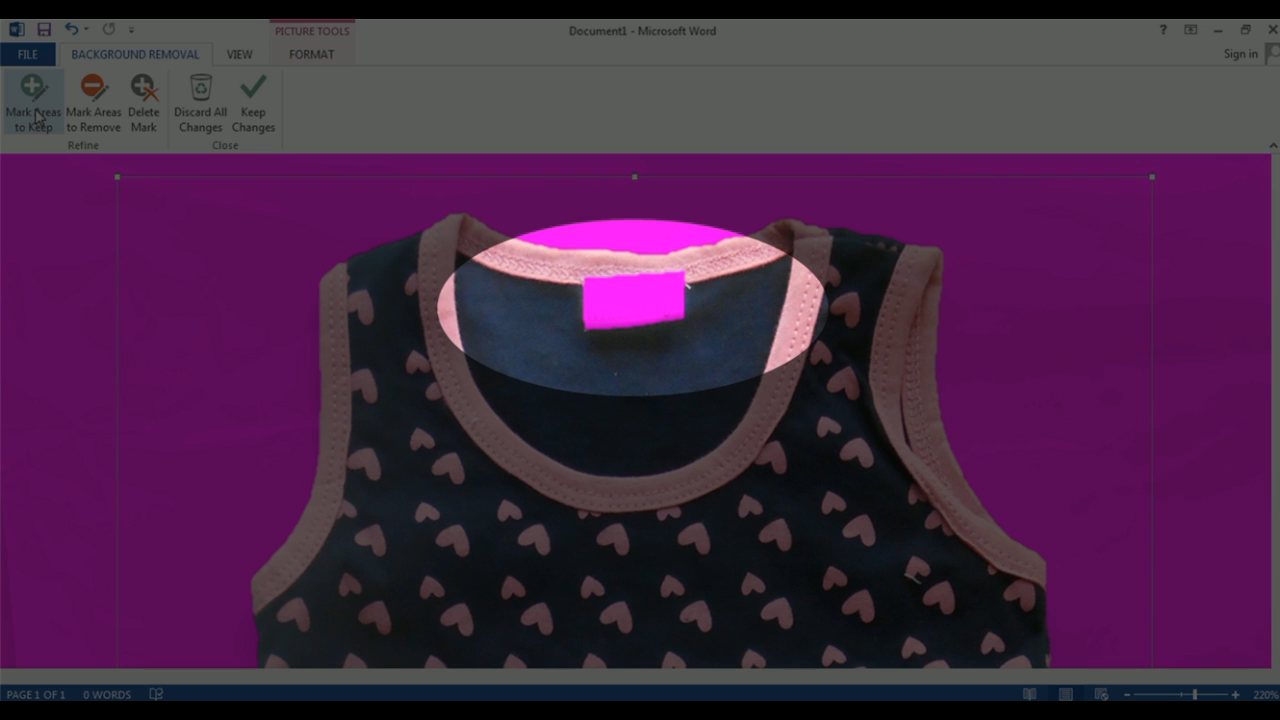 PICTURE TOOLS
Document1 - Microsoft Word
?
FILE
BACKGROUND REMOVAL
VIEW
FORMAT
Sign in
Mark Areas to Keep
Mark Areas to Remove
Delete Mark
Discard All Changes
Keep Changes
Refine
Close
PAGE 1 OF 1
0 WORDS
220%